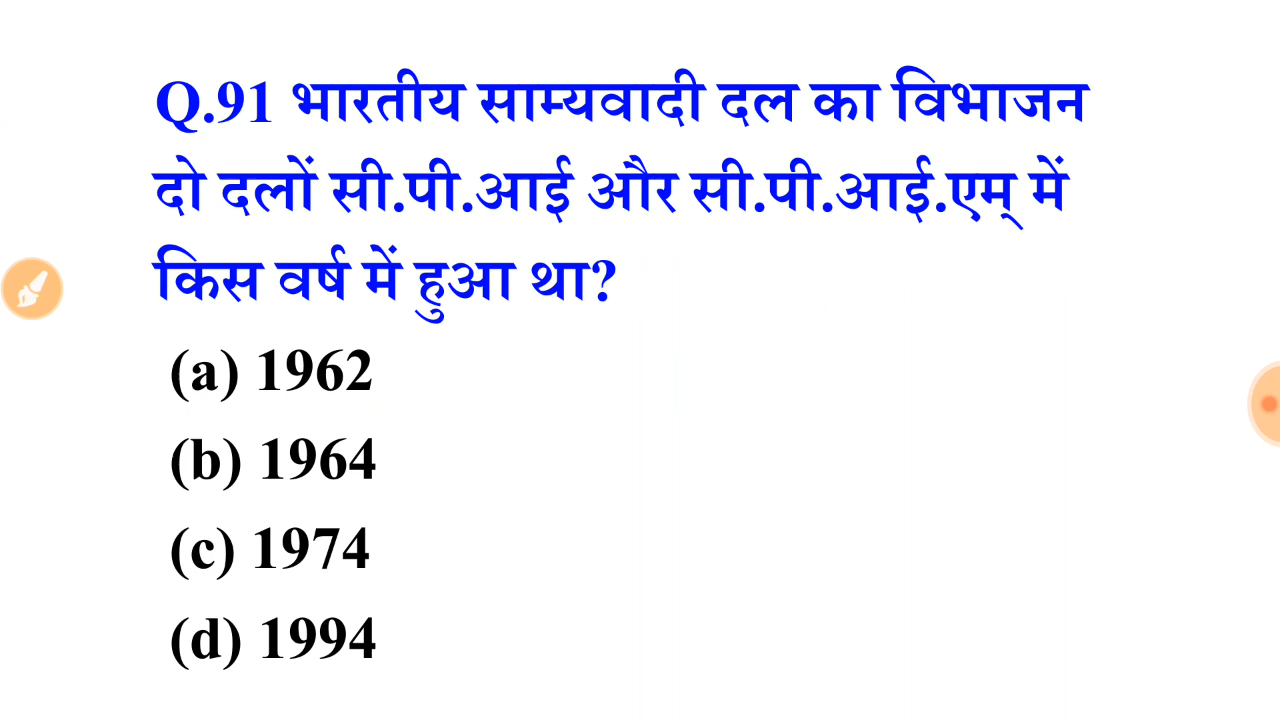 Q.91 भारतीय साम्यवादी दल का विभाजन
दो दलों सी.पी.आई और सी.पी.आई.एम् में
किस वर्ष में हुआ था?
(a) 1962
(b) 1964
(c) 1974
(d) 1994